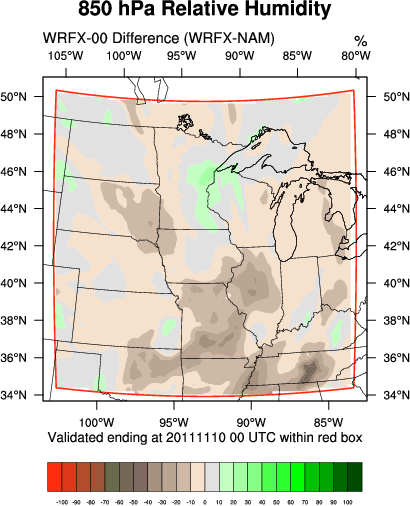 850 hPa Relative Humidity
WRFX-00 Difference (WRFX-NAM) %
105°W 100°W 95°W 90°W 85°W 80°W
50°N 50°N
48°N 48°N
46°N 46°N
44°N 44°N
42°N 42°N
40°N 40°N
38°N 38°N
36°N 36°N
34°N 34°N
100°W 95°W 90°W 85°W
Validated ending at 20111110 00 UTC within red box
-100 -90 -80 -70 -60 -50 -40 -30 -20 -10 0 10 20 30 40 50 60 70 80 90 100